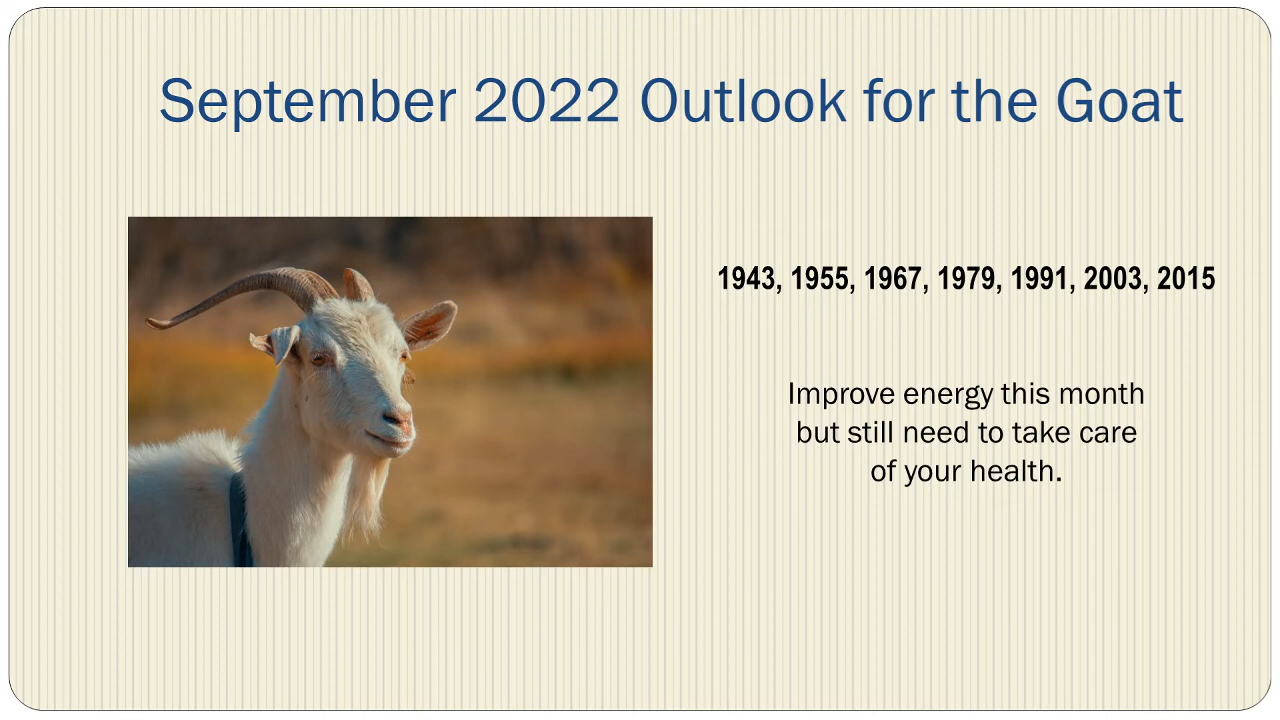 September 2022 Outlook for the Goat
1943, 1955, 1967, 1979, 1991, 2003, 2015
Improve energy this month
but still need to take care
of your health.